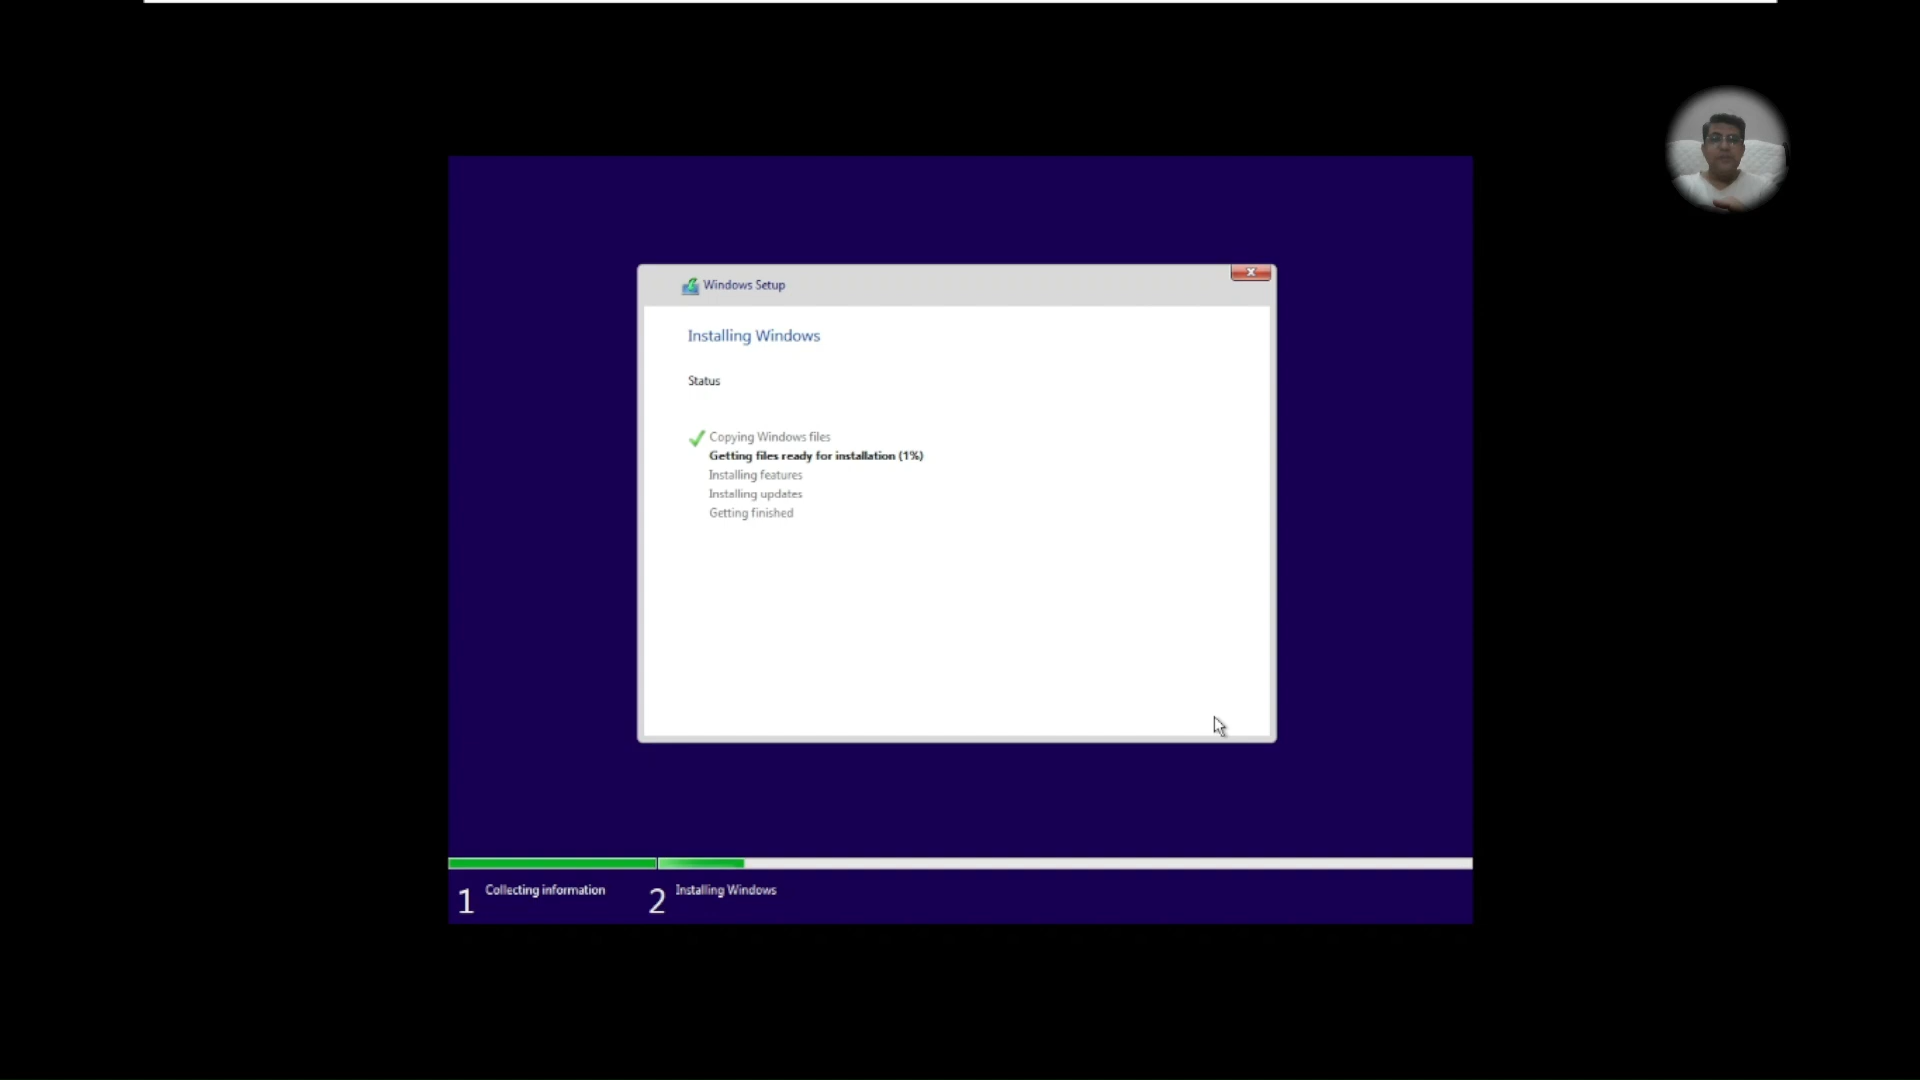 Windows Setup
Installing Windows
Status
Copying Windows files
Getting files ready for installation (1%)
Installing features
Installing updates
Getting finished
1 Collecting information
2 Installing Windows